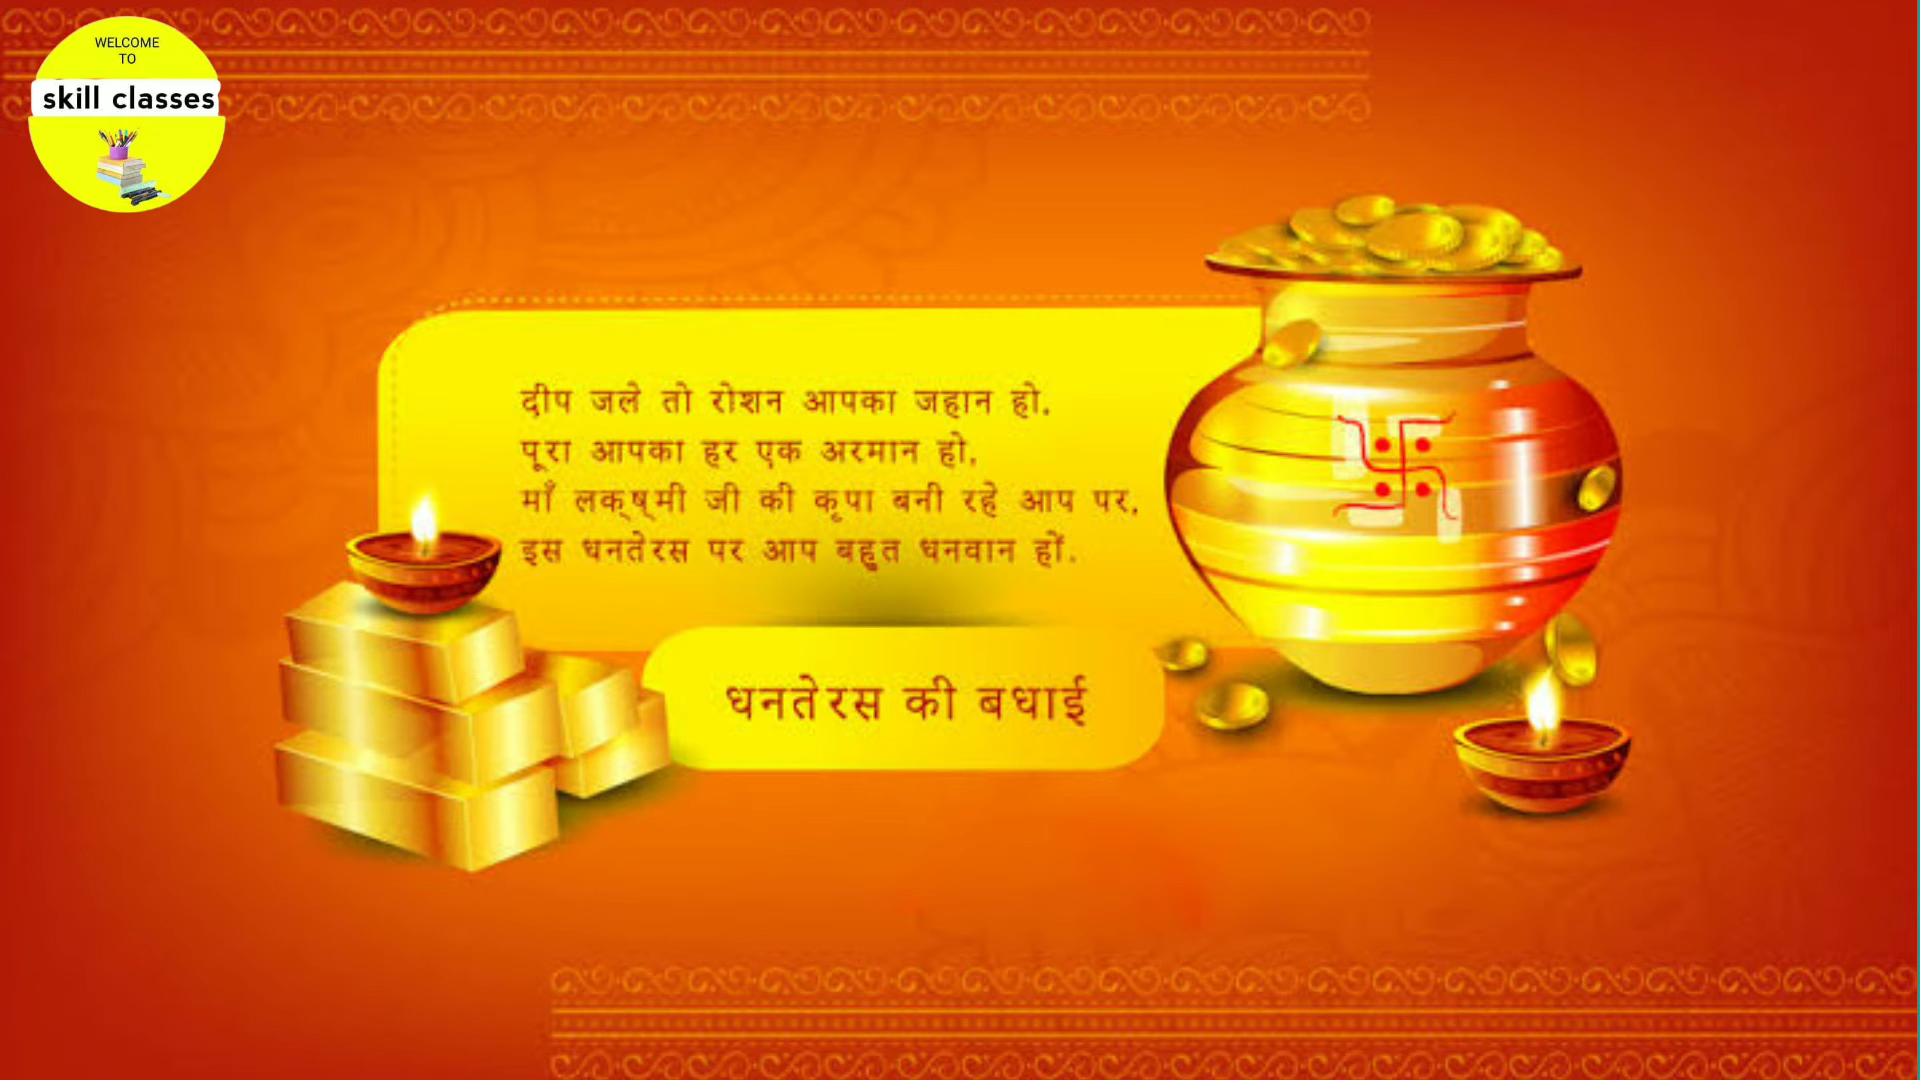 WELCOME
TO
skill classes
दीप जले तो रोशन आपका जहान हो,
पूरा आपका हर एक अरमान हो,
माँ लक्ष्मी जी की कृपा बनी रहे आप पर,
इस धनतेरस पर आप बहुत धनवान हों.
धनतेरस की बधाई